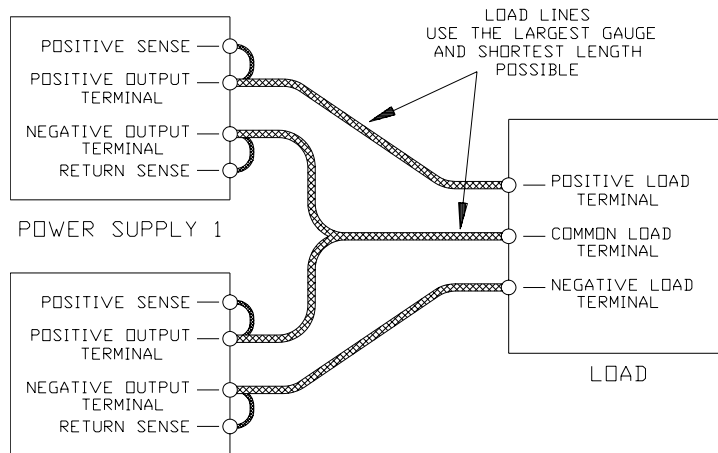 LOAD LINES
USE THE LARGEST GAUGE
AND SHORTEST LENGTH
POSSIBLE
POSITIVE SENSE
POSITIVE OUTPUT
TERMINAL
NEGATIVE OUTPUT
TERMINAL
RETURN SENSE
POWER SUPPLY 1
POSITIVE LOAD
TERMINAL
COMMON LOAD
TERMINAL
NEGATIVE LOAD
TERMINAL
LOAD
POSITIVE SENSE
POSITIVE OUTPUT
TERMINAL
NEGATIVE OUTPUT
TERMINAL
RETURN SENSE